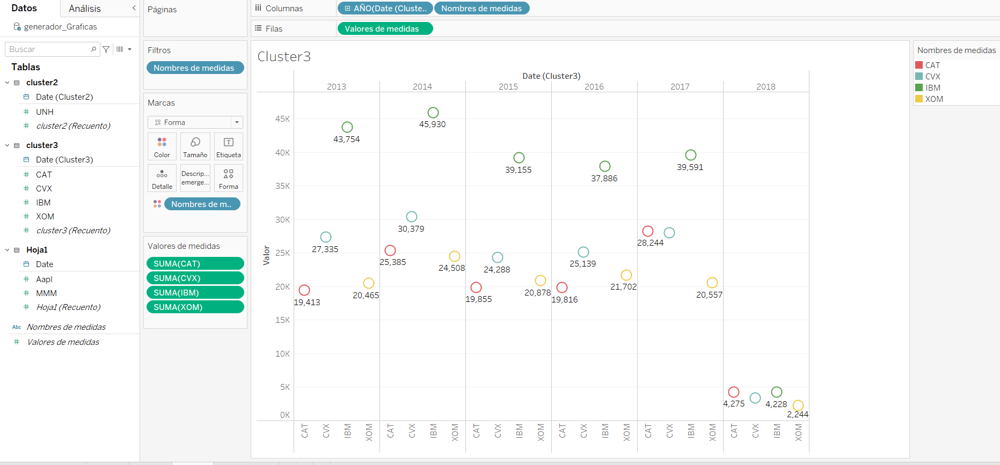 Datos
Análisis
generador_Graficas
Buscar
Tablas
cluster2
Date (Cluster2)
UNH
cluster2 (Recuento)
cluster3
Date (Cluster3)
CAT
CVX
IBM
XOM
cluster3 (Recuento)
Hoja1
Date
Aapl
MMM
Hoja1 (Recuento)
Abc Nombres de medidas
Valores de medidas
Páginas
Filtros
Nombres de medidas
Marcas
Forma
Color
Tamaño
Etiqueta
Detalle
Descrip...
emerge...
Forma
Nombres de m..
Valores de medidas
SUMA(CAT)
SUMA(CVX)
SUMA(IBM)
SUMA(XOM)
Columnas
AÑO(Date (Cluste..
Nombres de medidas
Filas
Valores de medidas
Cluster3
Date (Cluster3)
2013 2014 2015 2016 2017 2018
Valor
45K
40K
35K
30K
25K
20K
15K
10K
5K
0K
19,413
27,335
43,754
20,465
25,385
30,379
45,930
24,508
19,855
24,288
39,155
20,878
19,816
25,139
37,886
21,702
28,244
39,591
20,557
4,275
4,228
2,244
CAT CVX IBM XOM CAT CVX IBM XOM CAT CVX IBM XOM CAT CVX IBM XOM CAT CVX IBM XOM CAT CVX IBM XOM
Nombres de medidas
CAT
CVX
IBM
XOM